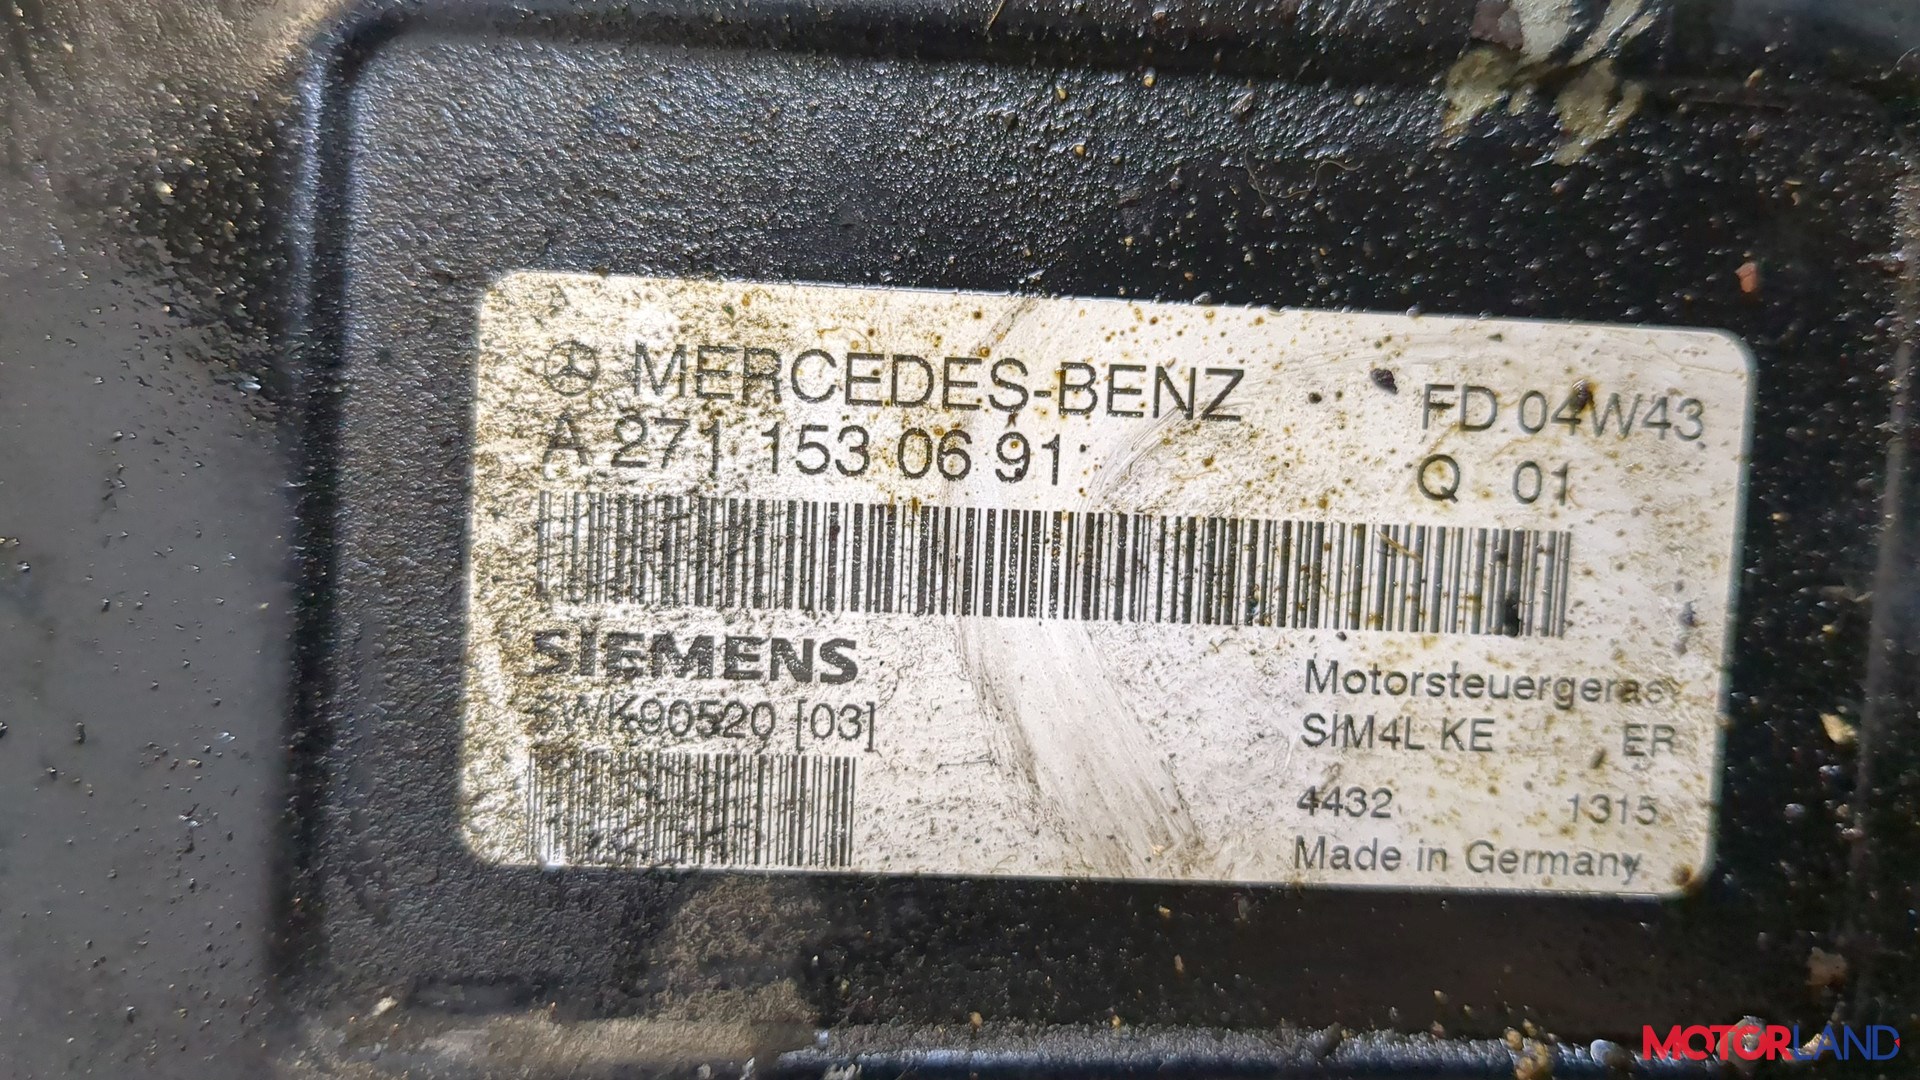 MERCEDES-BENZ FD 04W43
A 271 153 06 91 Q 01
SIEMENS
5WK90520 [03]
Motorsteuergerae
SIM4L KE ER
4432 1315
Made in Germany
MOTORLAND